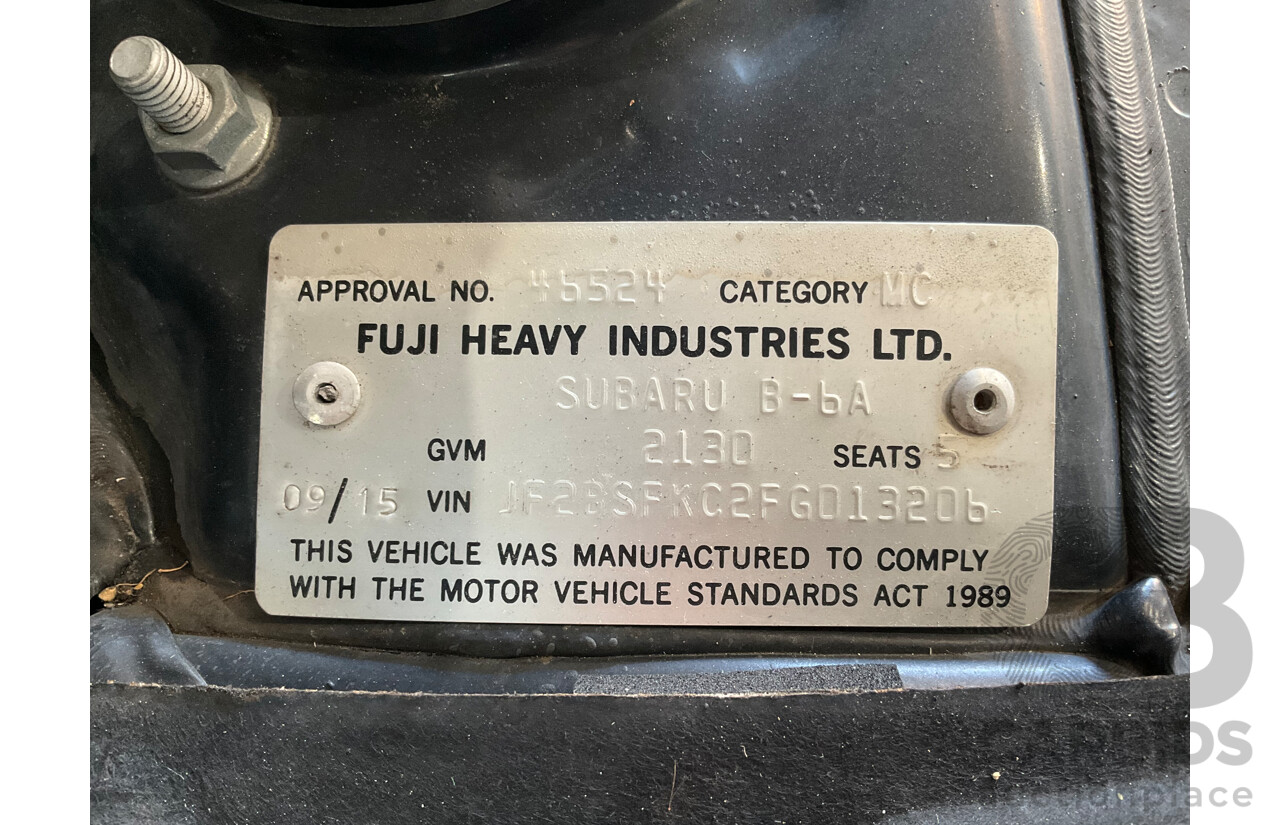 APPROVAL NO. 46524 CATEGORY MC
FUJI HEAVY INDUSTRIES LTD.
SUBARU B-6A
GVM 2130 SEATS 5
09/15 VIN JF2BSFKC2FG013206
THIS VEHICLE WAS MANUFACTURED TO COMPLY
WITH THE MOTOR VEHICLE STANDARDS ACT 1989